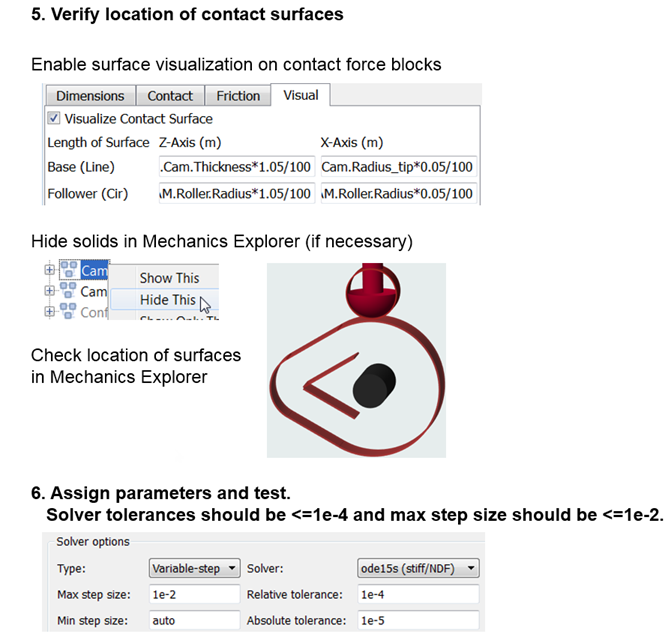 5. Verify location of contact surfaces
Enable surface visualization on contact force blocks
Dimensions Contact Friction Visual
Visualize Contact Surface
Length of Surface Z-Axis (m) X-Axis (m)
Base (Line) .Cam.Thickness*1.05/100 Cam.Radius_tip*0.05/100
Follower (Cir) M.Roller.Radius*1.05/100 M.Roller.Radius*0.05/100
Hide solids in Mechanics Explorer (if necessary)
Cam Show This
Cam Hide This
Check location of surfaces
in Mechanics Explorer
6. Assign parameters and test.
Solver tolerances should be <=1e-4 and max step size should be <=1e-2.
Solver options
Type: Variable-step Solver: ode15s (stiff/NDF)
Max step size: 1e-2 Relative tolerance: 1e-4
Min step size: auto Absolute tolerance: 1e-5